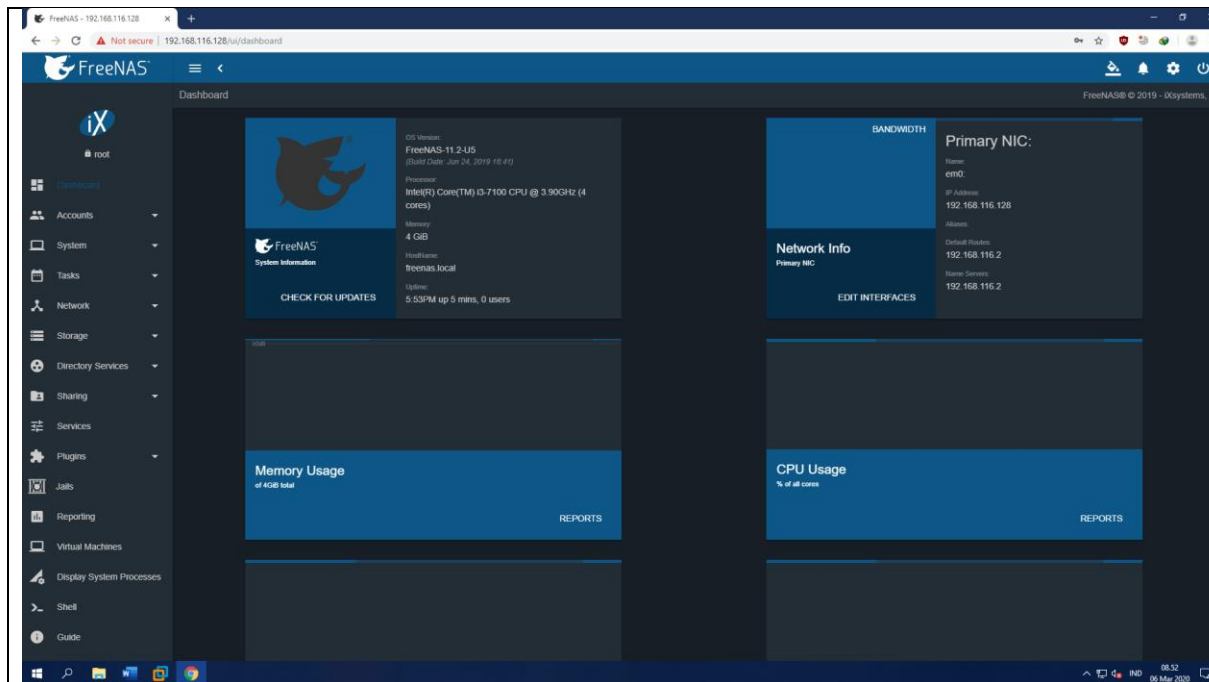 FreeNAS - 192.168.116.128
Not secure | 192.168.116.128/ui/dashboard
FreeNAS
Dashboard
FreeNAS® © 2019 - iXsystems,
iX
root
Dashboard
Accounts
System
Tasks
Network
Storage
Directory Services
Sharing
Services
Plugins
Jails
Reporting
Virtual Machines
Display System Processes
Shell
Guide
FreeNAS
System Information
CHECK FOR UPDATES
OS Version:
FreeNAS-11.2-U5
(Build Date: Jun 24, 2019 18:41)
Processor:
Intel(R) Core(TM) i3-7100 CPU @ 3.90GHz (4
cores)
Memory:
4 GiB
HostName:
freenas.local
Uptime:
5:53PM up 5 mins, 0 users
BANDWIDTH
Network Info
Primary NIC
EDIT INTERFACES
Primary NIC:
Name:
em0:
IP Address:
192.168.116.128
Aliases:
Default Routes:
192.168.116.2
Name Servers:
192.168.116.2
Memory Usage
of 4GiB total
REPORTS
CPU Usage
% of all cores
REPORTS
IND
08.52
06 Mar 2020